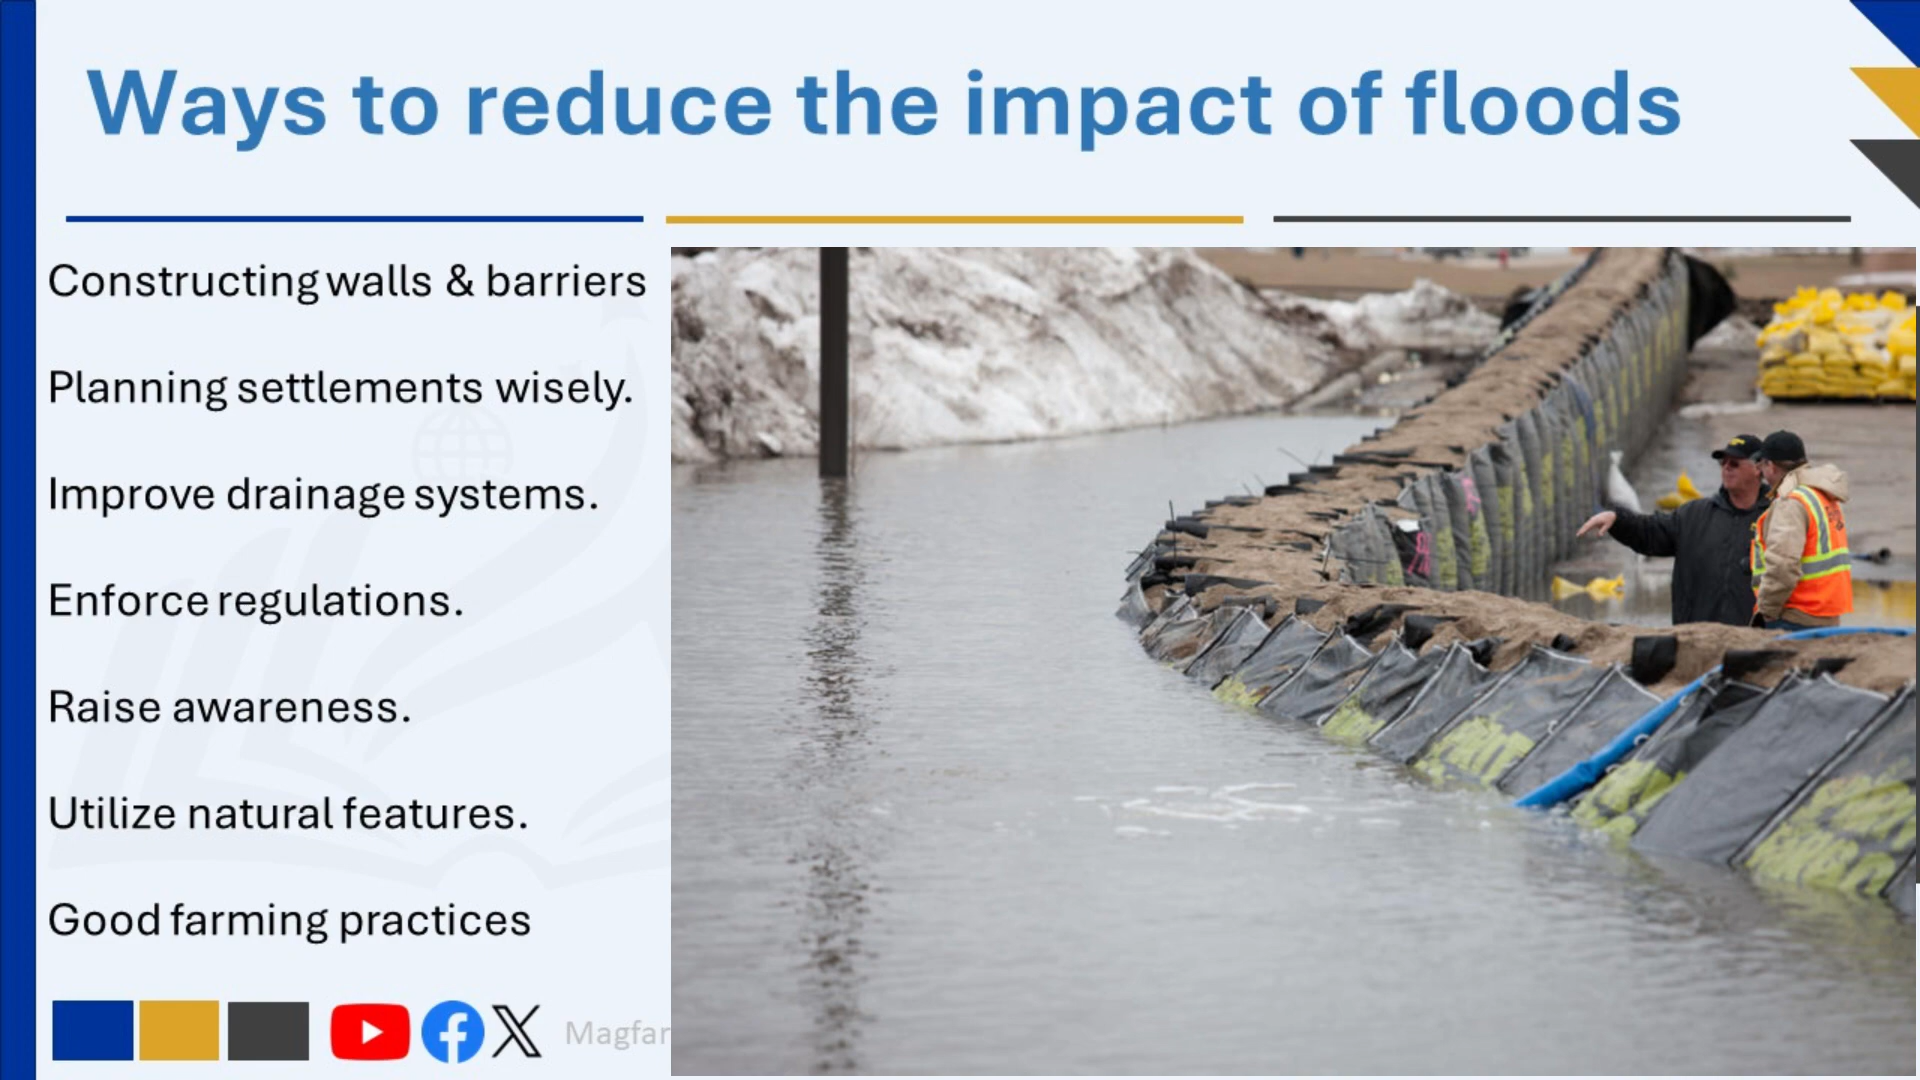 Ways to reduce the impact of floods
Constructing walls & barriers
Planning settlements wisely.
Improve drainage systems.
Enforce regulations.
Raise awareness.
Utilize natural features.
Good farming practices
Magfar